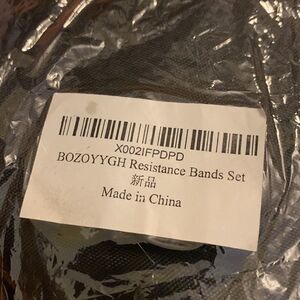 X002IFPDPD
BOZOYYGH Resistance Bands Set
新品
Made in China